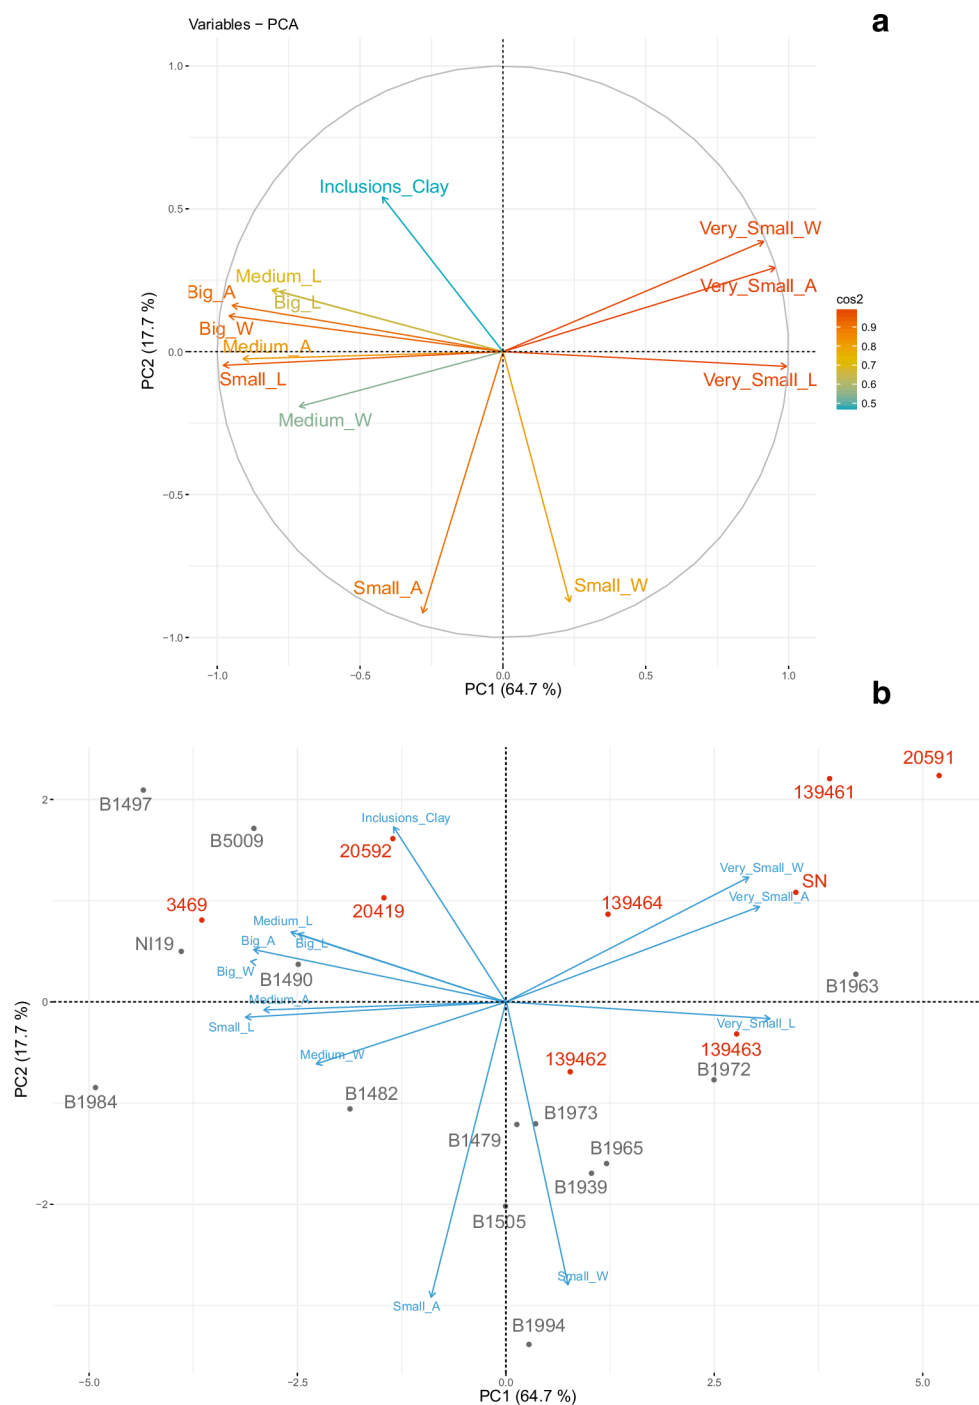 Variables − PCA
a
1.0
Inclusions_Clay
0.5
Very_Small_W
Medium_L
Very_Small_A
Big_A
Big_L
cos2
Big_W
0.9
Medium_A
0.8
0.0
0.7
Small_L
Very_Small_L
0.6
0.5
Medium_W
PC2 (17.7 %)
−0.5
Small_A
Small_W
−1.0
−1.0 −0.5 0.0 0.5 1.0
PC1 (64.7 %)
b
20591
139461
2
B1497
Inclusions_Clay
B5009
20592
Very_Small_W
SN
Very_Small_A
3469
20419
139464
Medium_L
NI19
Big_A
Big_L
Big_W
B1490
B1963
Medium_A
0
Small_L
Very_Small_L
Medium_W
139462
139463
B1972
PC2 (17.7 %)
B1984
B1482
B1973
B1479
B1965
B1939
−2
B1505
Small_W
Small_A
B1994
−5.0 −2.5 0.0 2.5 5.0
PC1 (64.7 %)